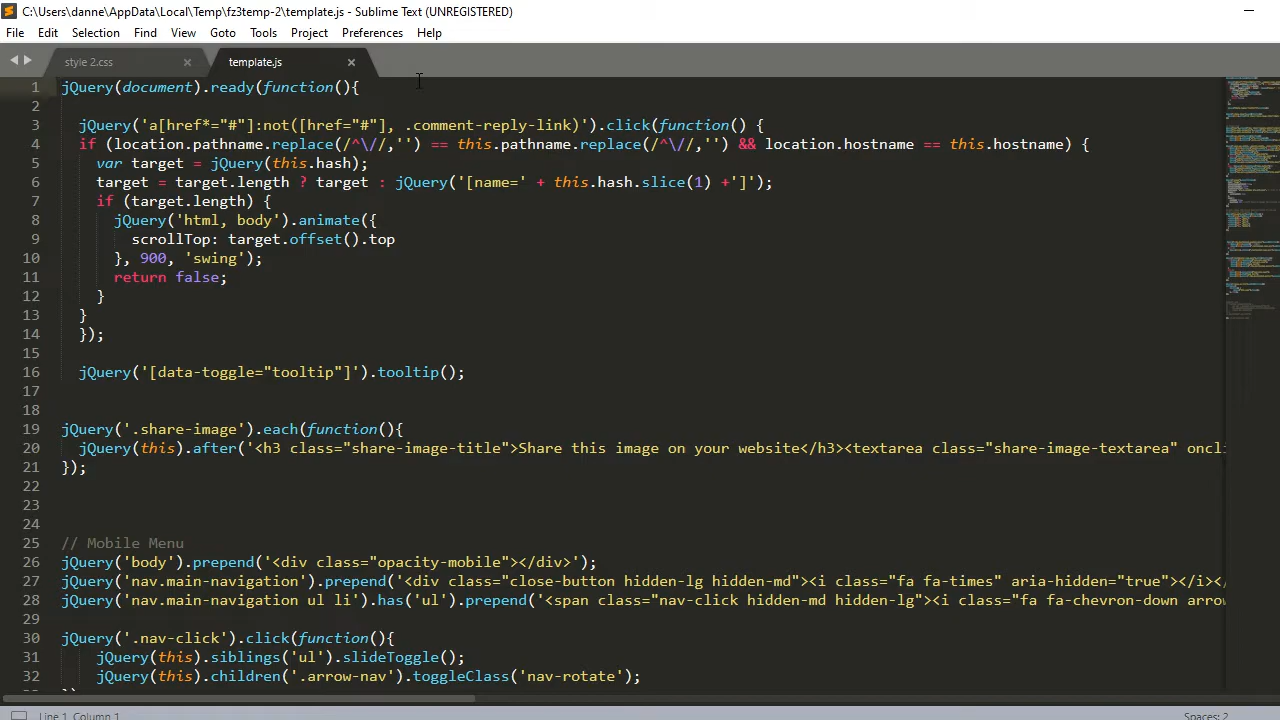 C:\Users\danne\AppData\Local\Temp\fz3temp-2\template.js - Sublime Text (UNREGISTERED)
File Edit Selection Find View Goto Tools Project Preferences Help
style 2.css × template.js ×
1 jQuery(document).ready(function(){
2
3 jQuery('a[href*="#"]:not([href="#"], .comment-reply-link)').click(function() {
4 if (location.pathname.replace(/^\//,'') == this.pathname.replace(/^\//,'') && location.hostname == this.hostname) {
5 var target = jQuery(this.hash);
6 target = target.length ? target : jQuery('[name=' + this.hash.slice(1) +']');
7 if (target.length) {
8 jQuery('html, body').animate({
9 scrollTop: target.offset().top
10 }, 900, 'swing');
11 return false;
12 }
13 }
14 });
15
16 jQuery('[data-toggle="tooltip"]').tooltip();
17
18
19 jQuery('.share-image').each(function(){
20 jQuery(this).after('<h3 class="share-image-title">Share this image on your website</h3><textarea class="share-image-textarea" oncli
21 });
22
23
24
25 // Mobile Menu
26 jQuery('body').prepend('<div class="opacity-mobile"></div>');
27 jQuery('nav.main-navigation').prepend('<div class="close-button hidden-lg hidden-md"><i class="fa fa-times" aria-hidden="true"></i></
28 jQuery('nav.main-navigation ul li').has('ul').prepend('<span class="nav-click hidden-md hidden-lg"><i class="fa fa-chevron-down arrow
29
30 jQuery('.nav-click').click(function(){
31 jQuery(this).siblings('ul').slideToggle();
32 jQuery(this).children('.arrow-nav').toggleClass('nav-rotate');
Line 1, Column 1 Spaces: 2